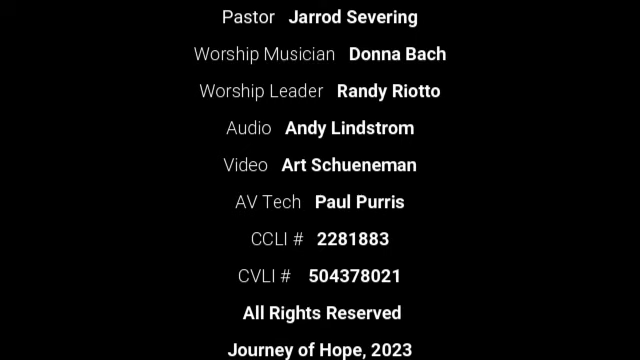 Pastor Jarrod Severing
Worship Musician Donna Bach
Worship Leader Randy Riotto
Audio Andy Lindstrom
Video Art Schueneman
AV Tech Paul Purris
CCLI # 2281883
CVLI # 504378021
All Rights Reserved
Journey of Hope, 2023